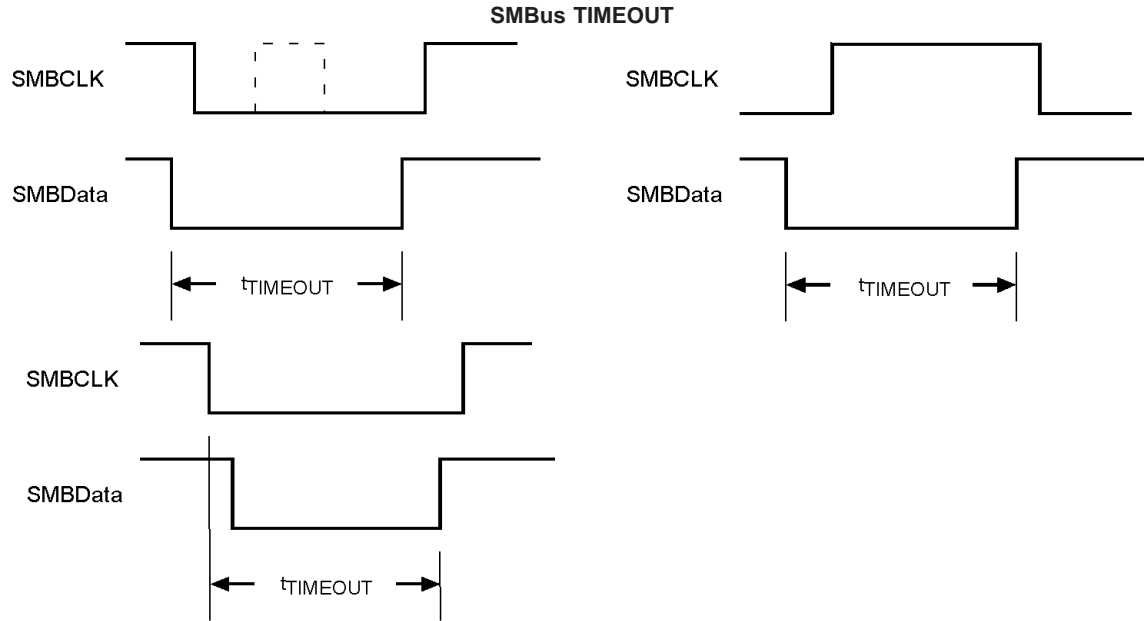 SMBus TIMEOUT
SMBCLK
SMBData
tTIMEOUT
SMBCLK
SMBData
tTIMEOUT
SMBCLK
SMBData
tTIMEOUT